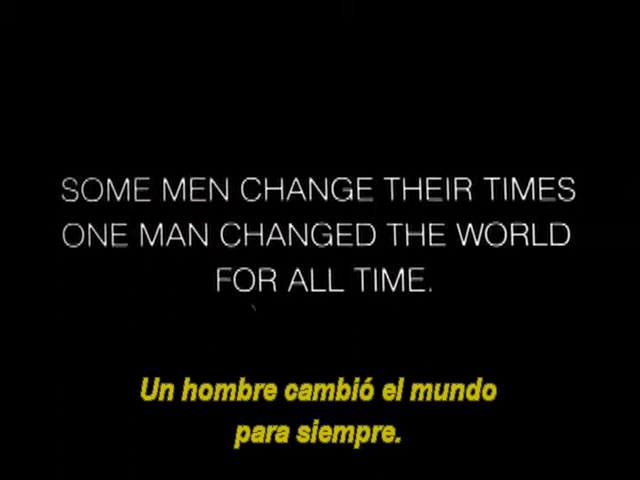 SOME MEN CHANGE THEIR TIMES
ONE MAN CHANGED THE WORLD
FOR ALL TIME.
Un hombre cambió el mundo
para siempre.